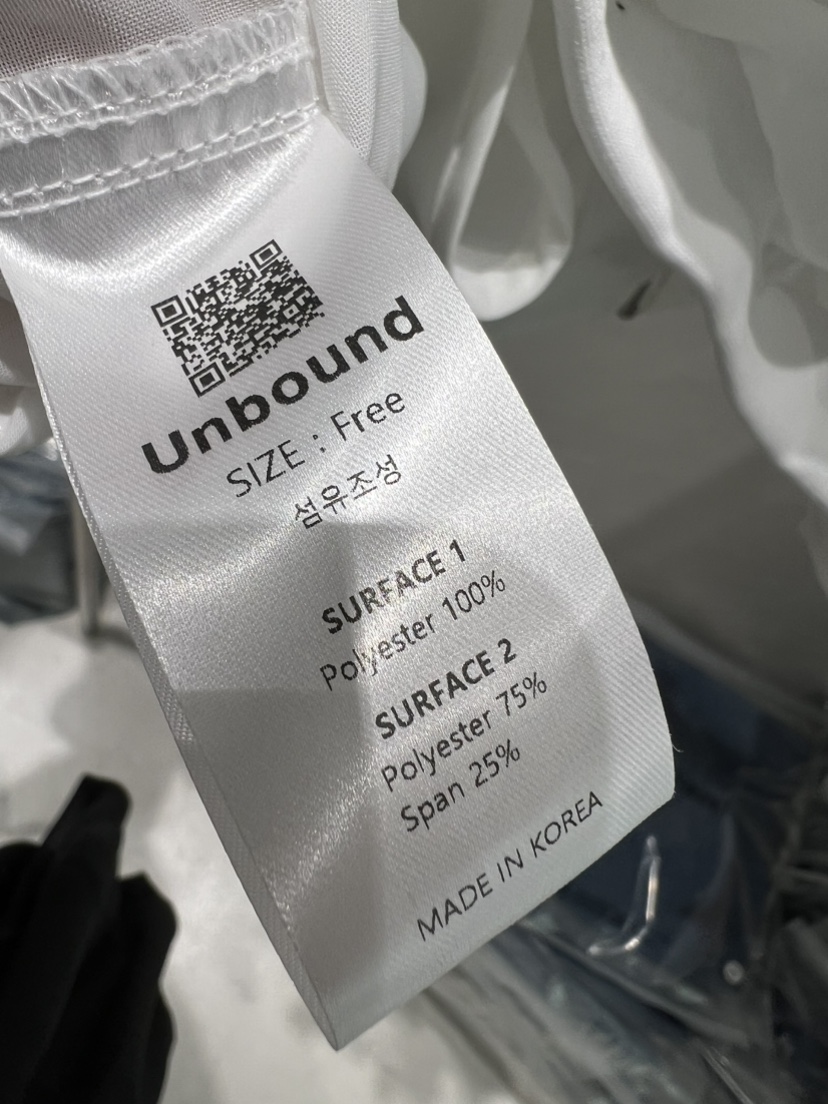 Unbound
SIZE : Free
섬유조성
SURFACE 1
Polyester 100%
SURFACE 2
Polyester 75%
Span 25%
MADE IN KOREA